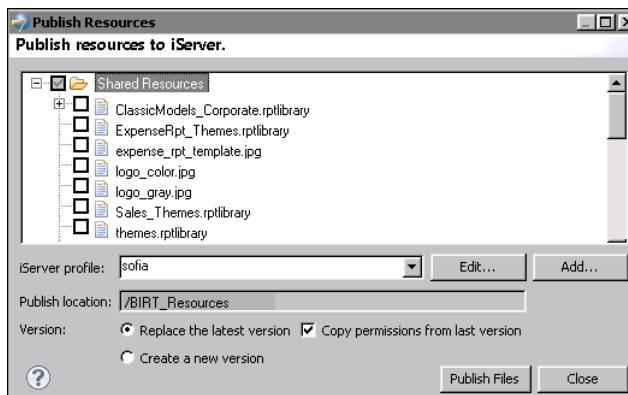 Publish Resources
Publish resources to iServer.
Shared Resources
ClassicModels_Corporate.rptlibrary
ExpenseRpt_Themes.rptlibrary
expense_rpt_template.jpg
logo_color.jpg
logo_gray.jpg
Sales_Themes.rptlibrary
themes.rptlibrary
iServer profile: sofia Edit... Add...
Publish location: /BIRT_Resources
Version: Replace the latest version Copy permissions from last version
Create a new version
? Publish Files Close